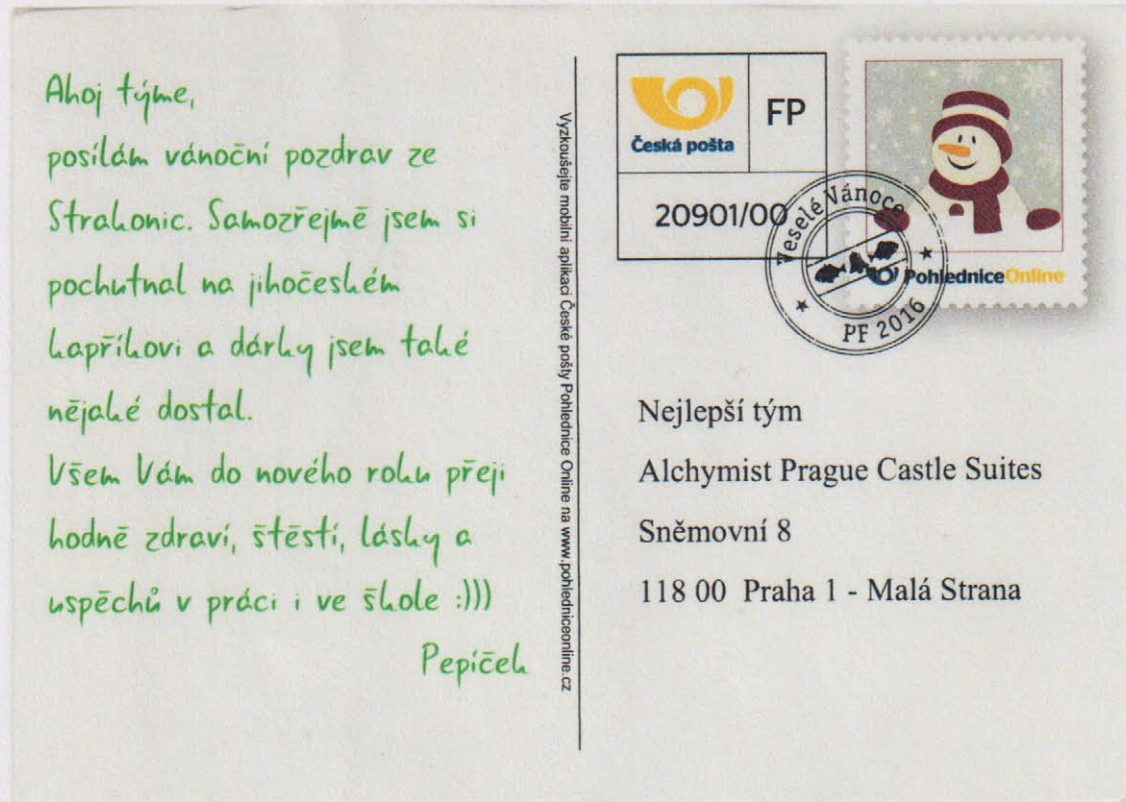 Ahoj týme,
posílám vánoční pozdrav ze
Strakonic. Samozřejmě jsem si
pochutnal na jihočeském
kapříkovi a dárky jsem také
nějaké dostal.
Všem Vám do nového roku přeji
hodně zdraví, štěstí, lásky a
uspěchů v práci i ve škole :)))
Pepíček
Vyzkoušejte mobilní aplikaci České pošty Pohlednice Online na www.pohledniceonline.cz
Česká pošta
FP
20901/00
Veselé Vánoce
PohledniceOnline
PF 2016
Nejlepší tým
Alchymist Prague Castle Suites
Sněmovní 8
118 00 Praha 1 - Malá Strana